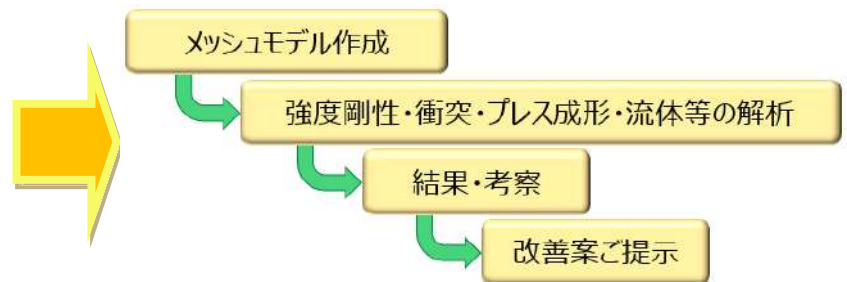 メッシュモデル作成
強度剛性・衝突・プレス成形・流体等の解析
結果・考察
改善案ご提示